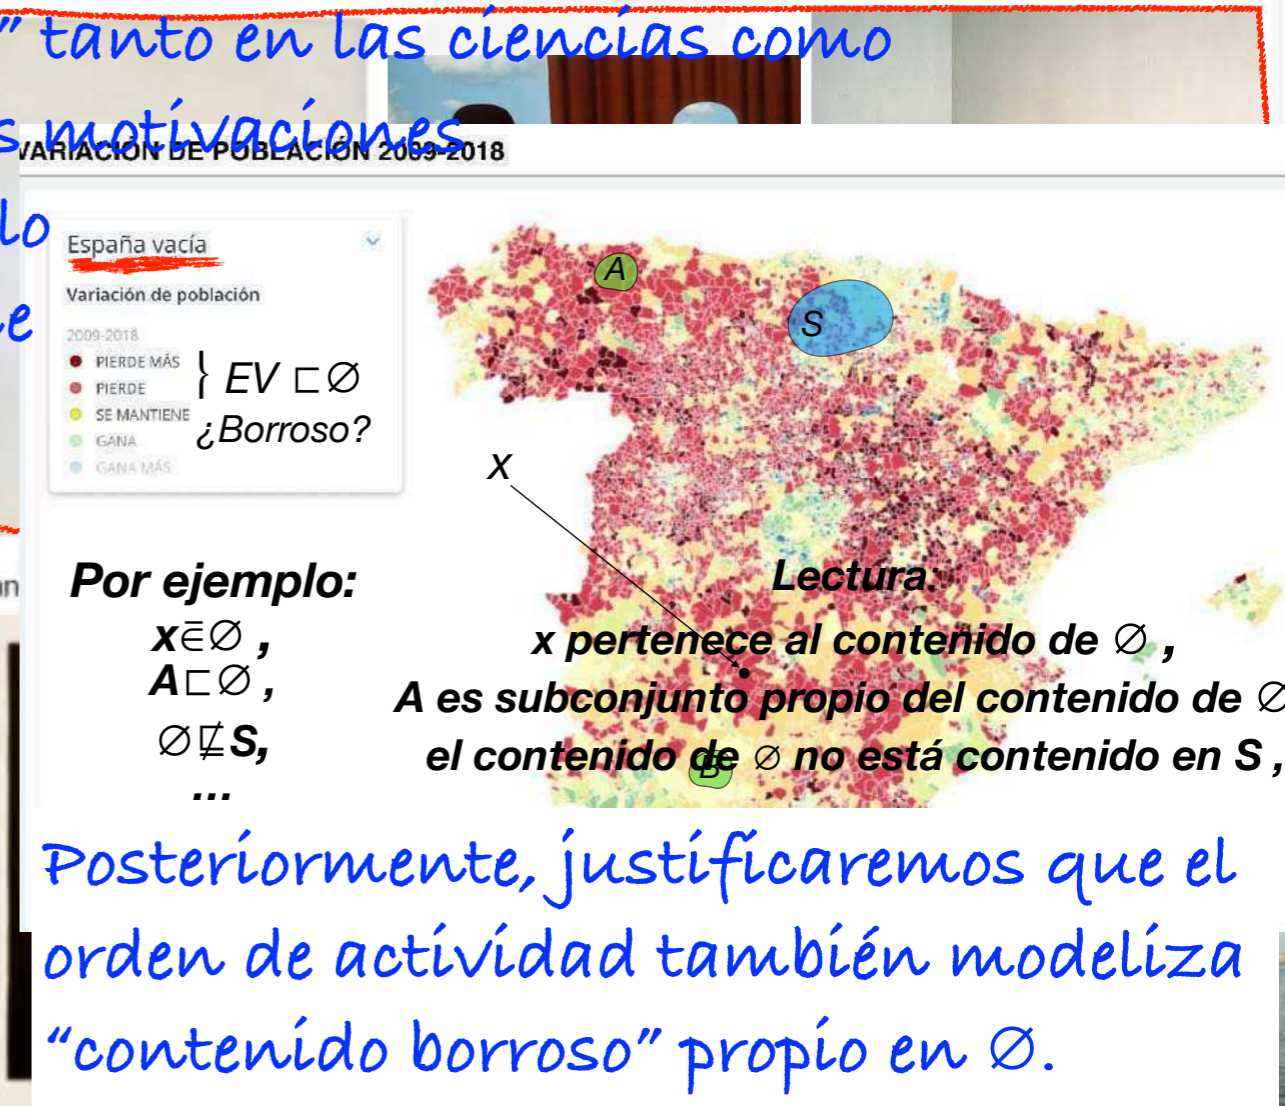 ” tanto en las ciencias como
s motivaciones
VARIACIÓN DE POBLACIÓN 2009-2018
lo
e
España vacía
Variación de población
2009-2018
PIERDE MÁS
PIERDE
SE MANTIENE
GANA
GANA MÁS
} EV ⊏ ∅
¿Borroso?
A
S
x
an
Por ejemplo:
x∈̄∅ ,
A⊏∅ ,
∅⋢S,
...
Lectura:
x pertenece al contenido de ∅ ,
A es subconjunto propio del contenido de ∅
el contenido de ∅ no está contenido en S ,
B
Posteriormente, justificaremos que el
orden de actividad también modeliza
“contenido borroso” propio en ∅.